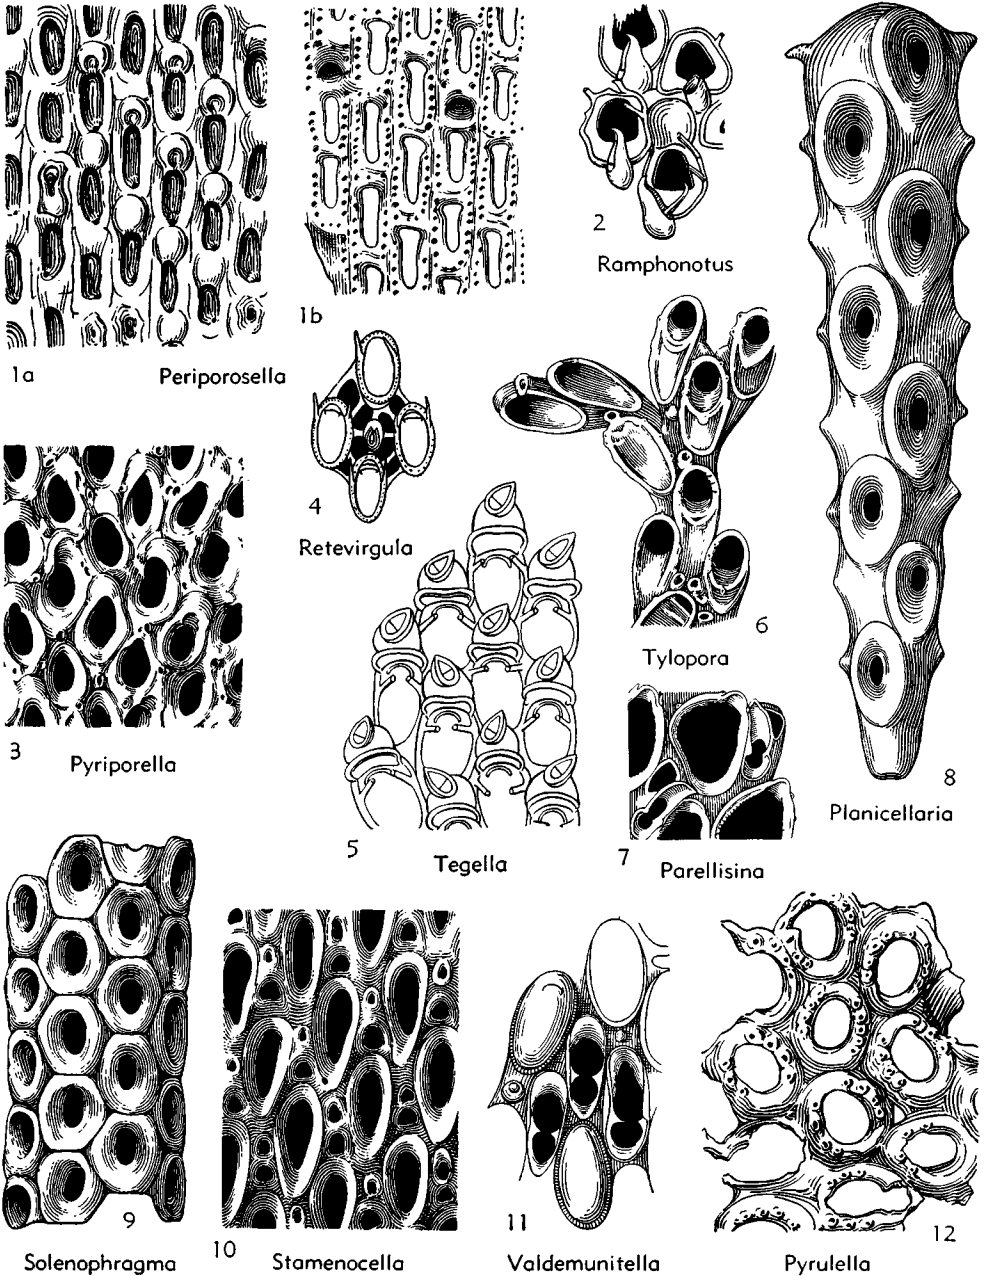 1a
Periporosella
1b
2
Ramphonotus
3
Pyriporella
4
Retevirgula
5
Tegella
6
Tylopora
7
Parellisina
8
Planicellaria
9
Solenophragma
10
Stamenocella
11
Valdemunitella
12
Pyrulella